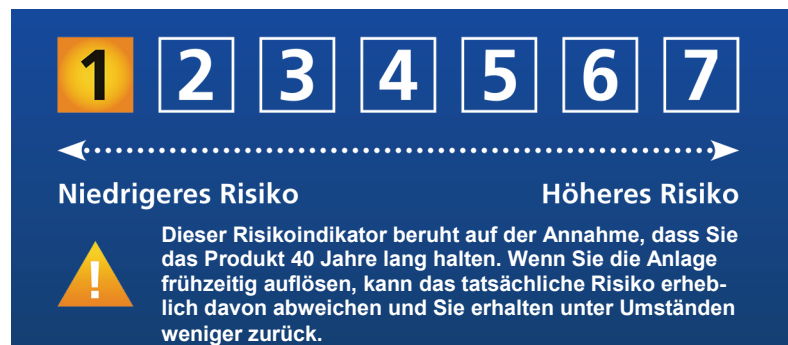 1 2 3 4 5 6 7
Niedrigeres Risiko Höheres Risiko
!
Dieser Risikoindikator beruht auf der Annahme, dass Sie
das Produkt 40 Jahre lang halten. Wenn Sie die Anlage
frühzeitig auflösen, kann das tatsächliche Risiko erheb-
lich davon abweichen und Sie erhalten unter Umständen
weniger zurück.